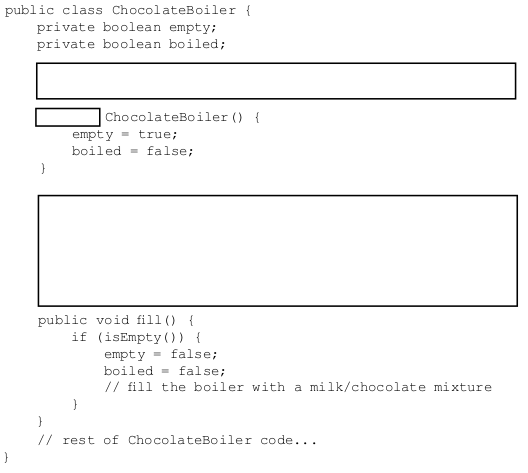 public class ChocolateBoiler {
    private boolean empty;
    private boolean boiled;
    ChocolateBoiler() {
        empty = true;
        boiled = false;
    }
    public void fill() {
        if (isEmpty()) {
            empty = false;
            boiled = false;
            // fill the boiler with a milk/chocolate mixture
        }
    }
    // rest of ChocolateBoiler code...
}